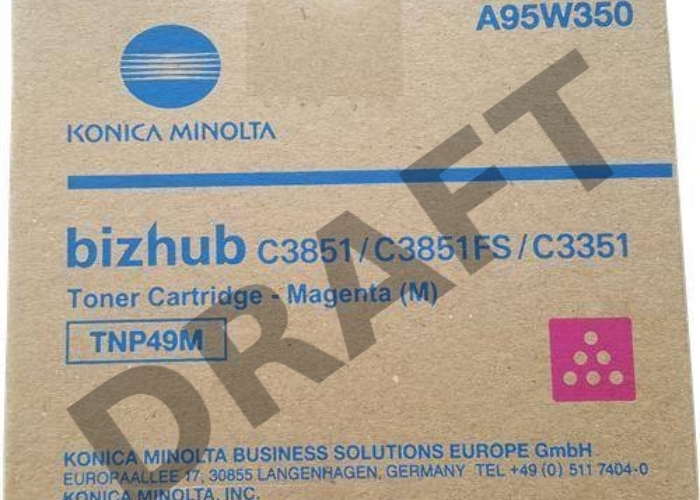 A95W350
KONICA MINOLTA
bizhub C3851/C3851FS/C3351
Toner Cartridge - Magenta (M)
TNP49M
DRAFT
KONICA MINOLTA BUSINESS SOLUTIONS EUROPE GmbH
EUROPAALLEE 17, 30855 LANGENHAGEN, GERMANY TEL +49 (0) 511 7404-0
KONICA MINOLTA, INC.